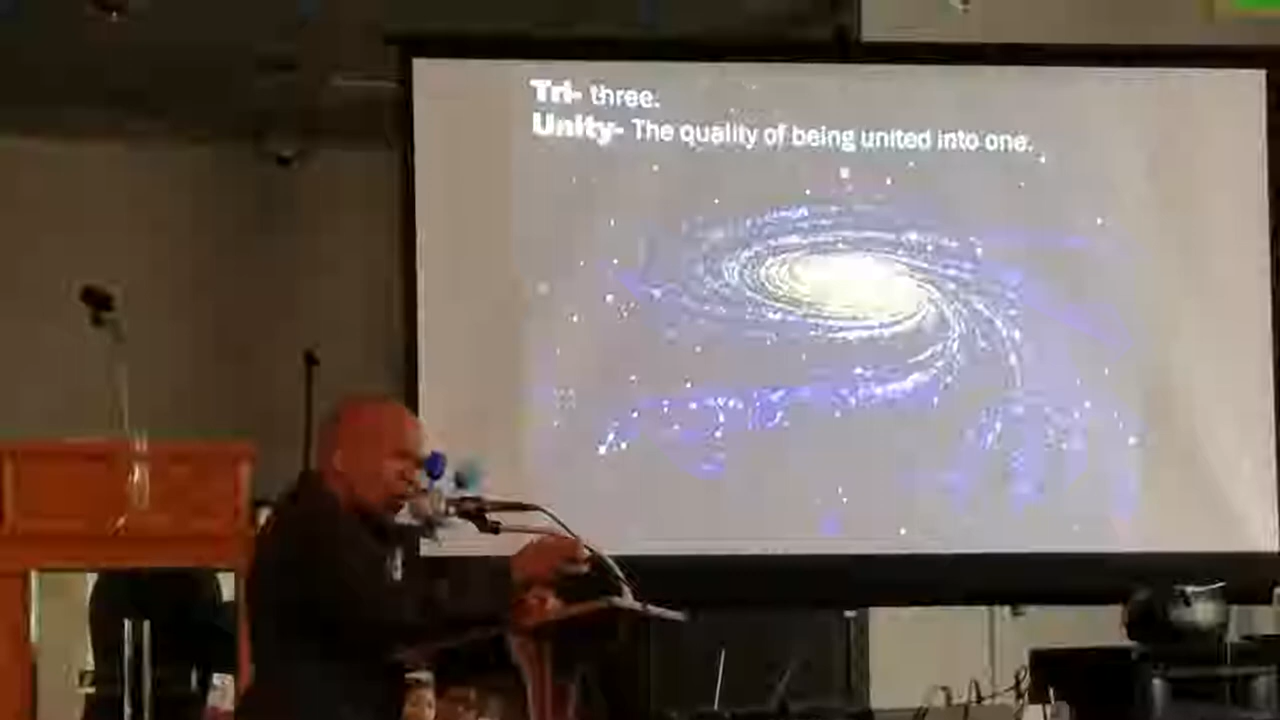 Tri- three.
Unity- The quality of being united into one.